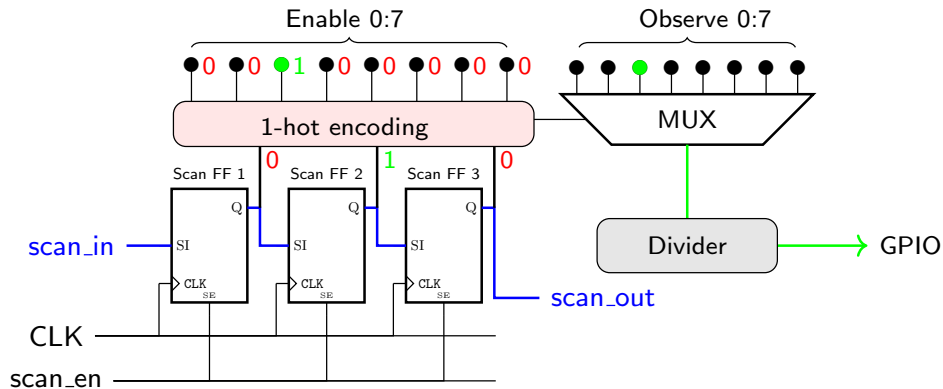 Enable 0:7
Observe 0:7
0 0 1 0 0 0 0 0
1-hot encoding
MUX
0 1 0
Scan FF 1
Scan FF 2
Scan FF 3
Q Q Q
scan_in
SI SI SI
Divider
GPIO
CLK CLK CLK
SE SE SE
scan_out
CLK
scan_en